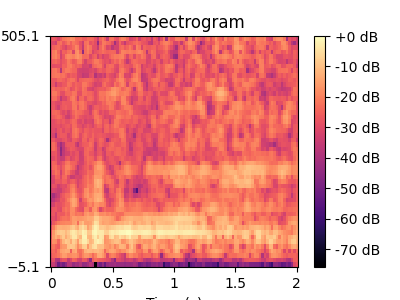 Mel Spectrogram
505.1
−5.1
0
0.5
1
1.5
2
+0 dB
-10 dB
-20 dB
-30 dB
-40 dB
-50 dB
-60 dB
-70 dB